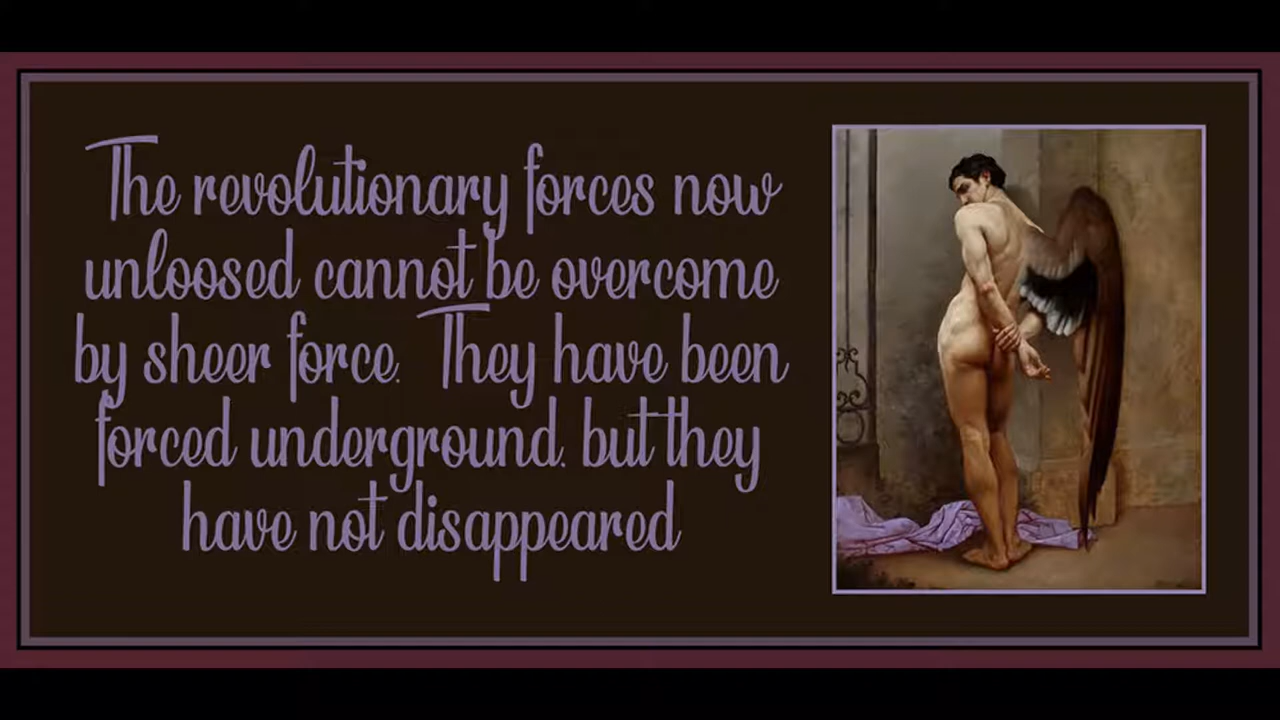 The revolutionary forces now
unloosed cannot be overcome
by sheer force. They have been
forced underground. but they
have not disappeared